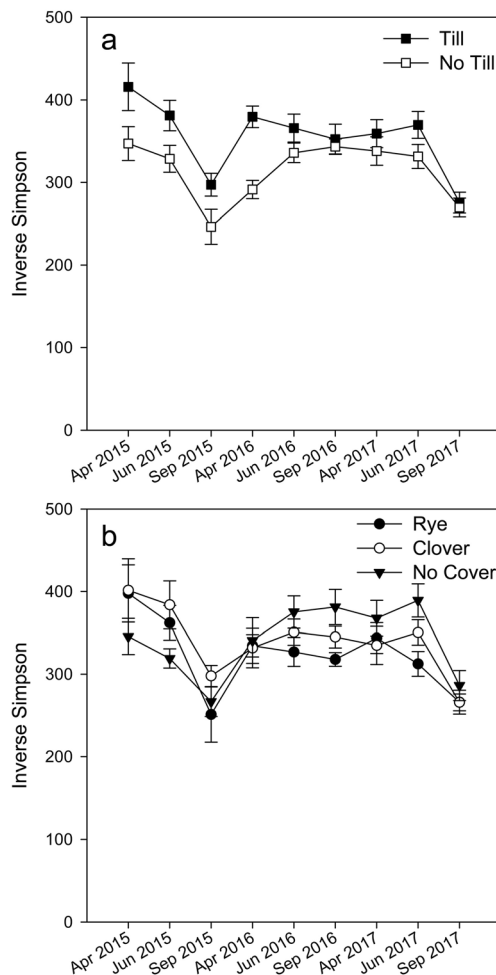 500
a
Till
No Till
400
300
200
100
0
Inverse Simpson
Apr 2015
Jun 2015
Sep 2015
Apr 2016
Jun 2016
Sep 2016
Apr 2017
Jun 2017
Sep 2017
500
b
Rye
Clover
No Cover
400
300
200
100
0
Inverse Simpson
Apr 2015
Jun 2015
Sep 2015
Apr 2016
Jun 2016
Sep 2016
Apr 2017
Jun 2017
Sep 2017